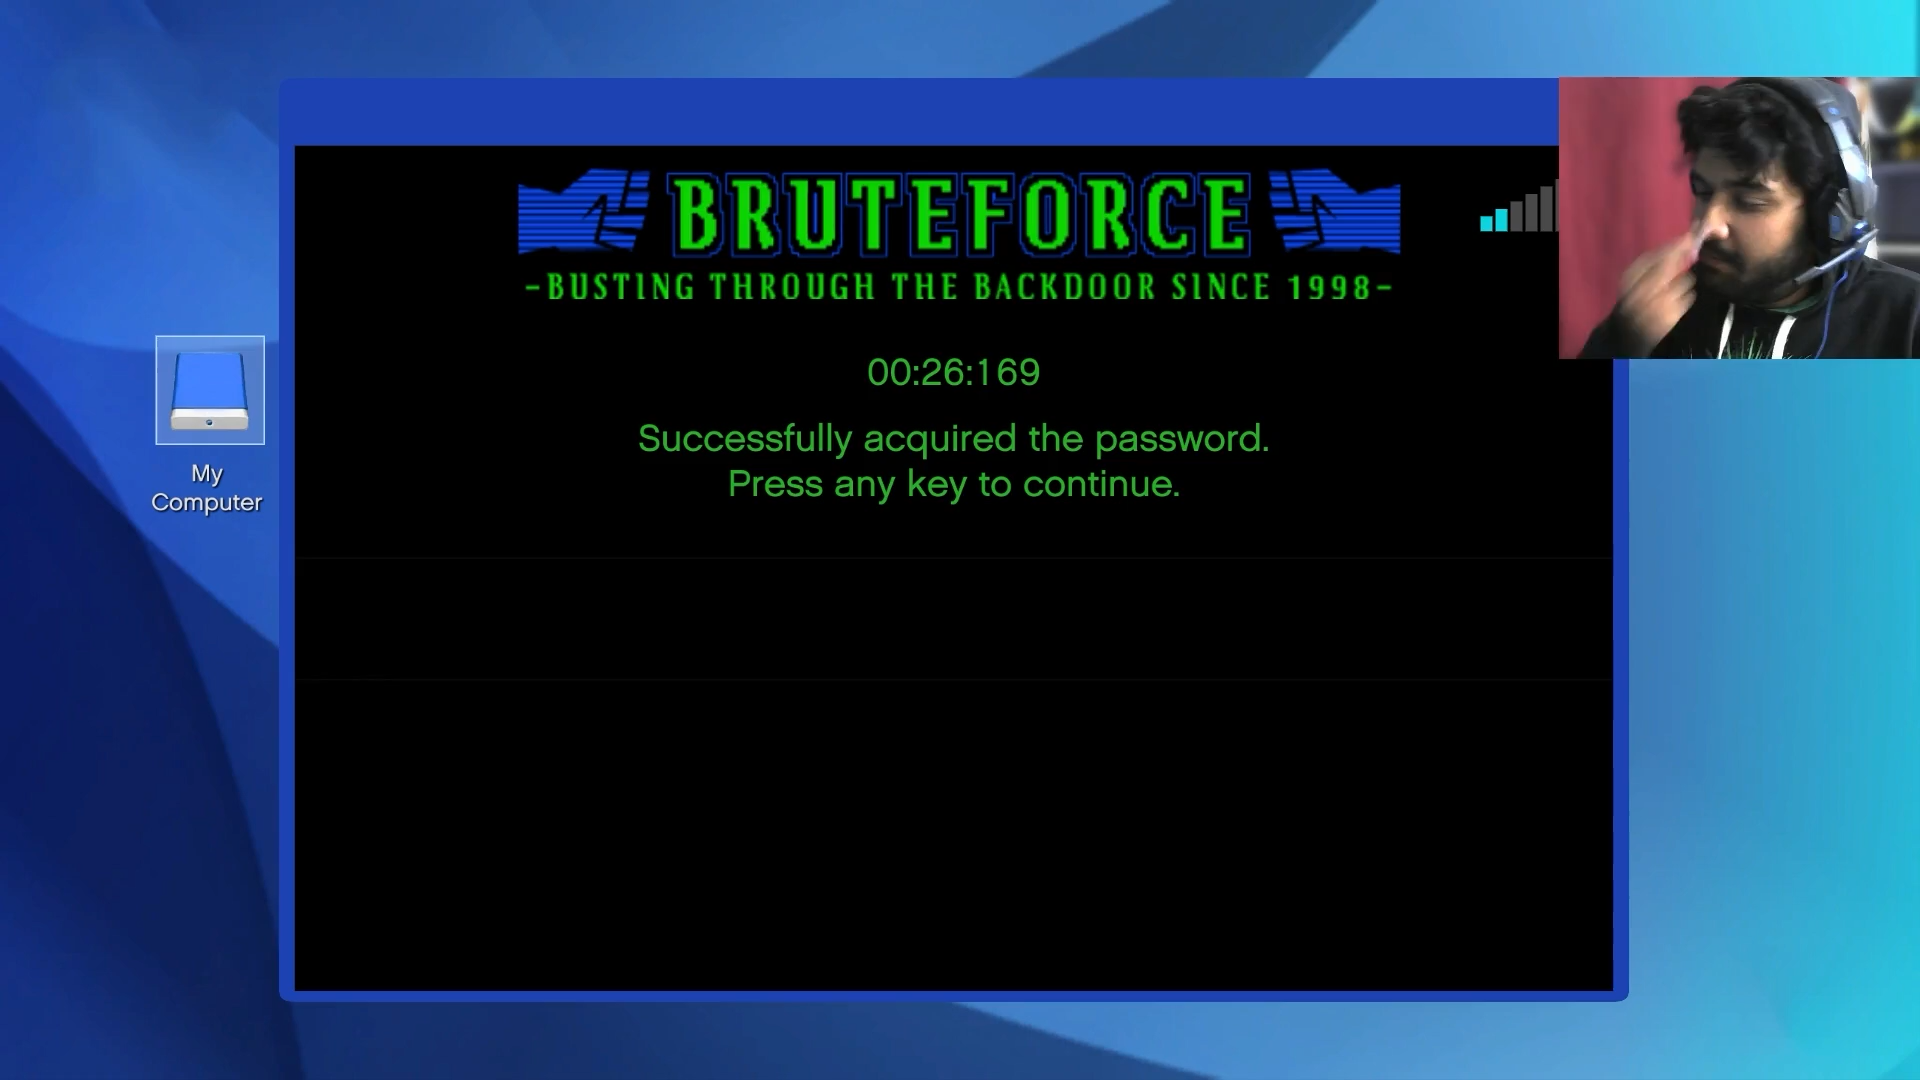 BRUTEFORCE
-BUSTING THROUGH THE BACKDOOR SINCE 1998-
00:26:169
Successfully acquired the password.
Press any key to continue.
My
Computer